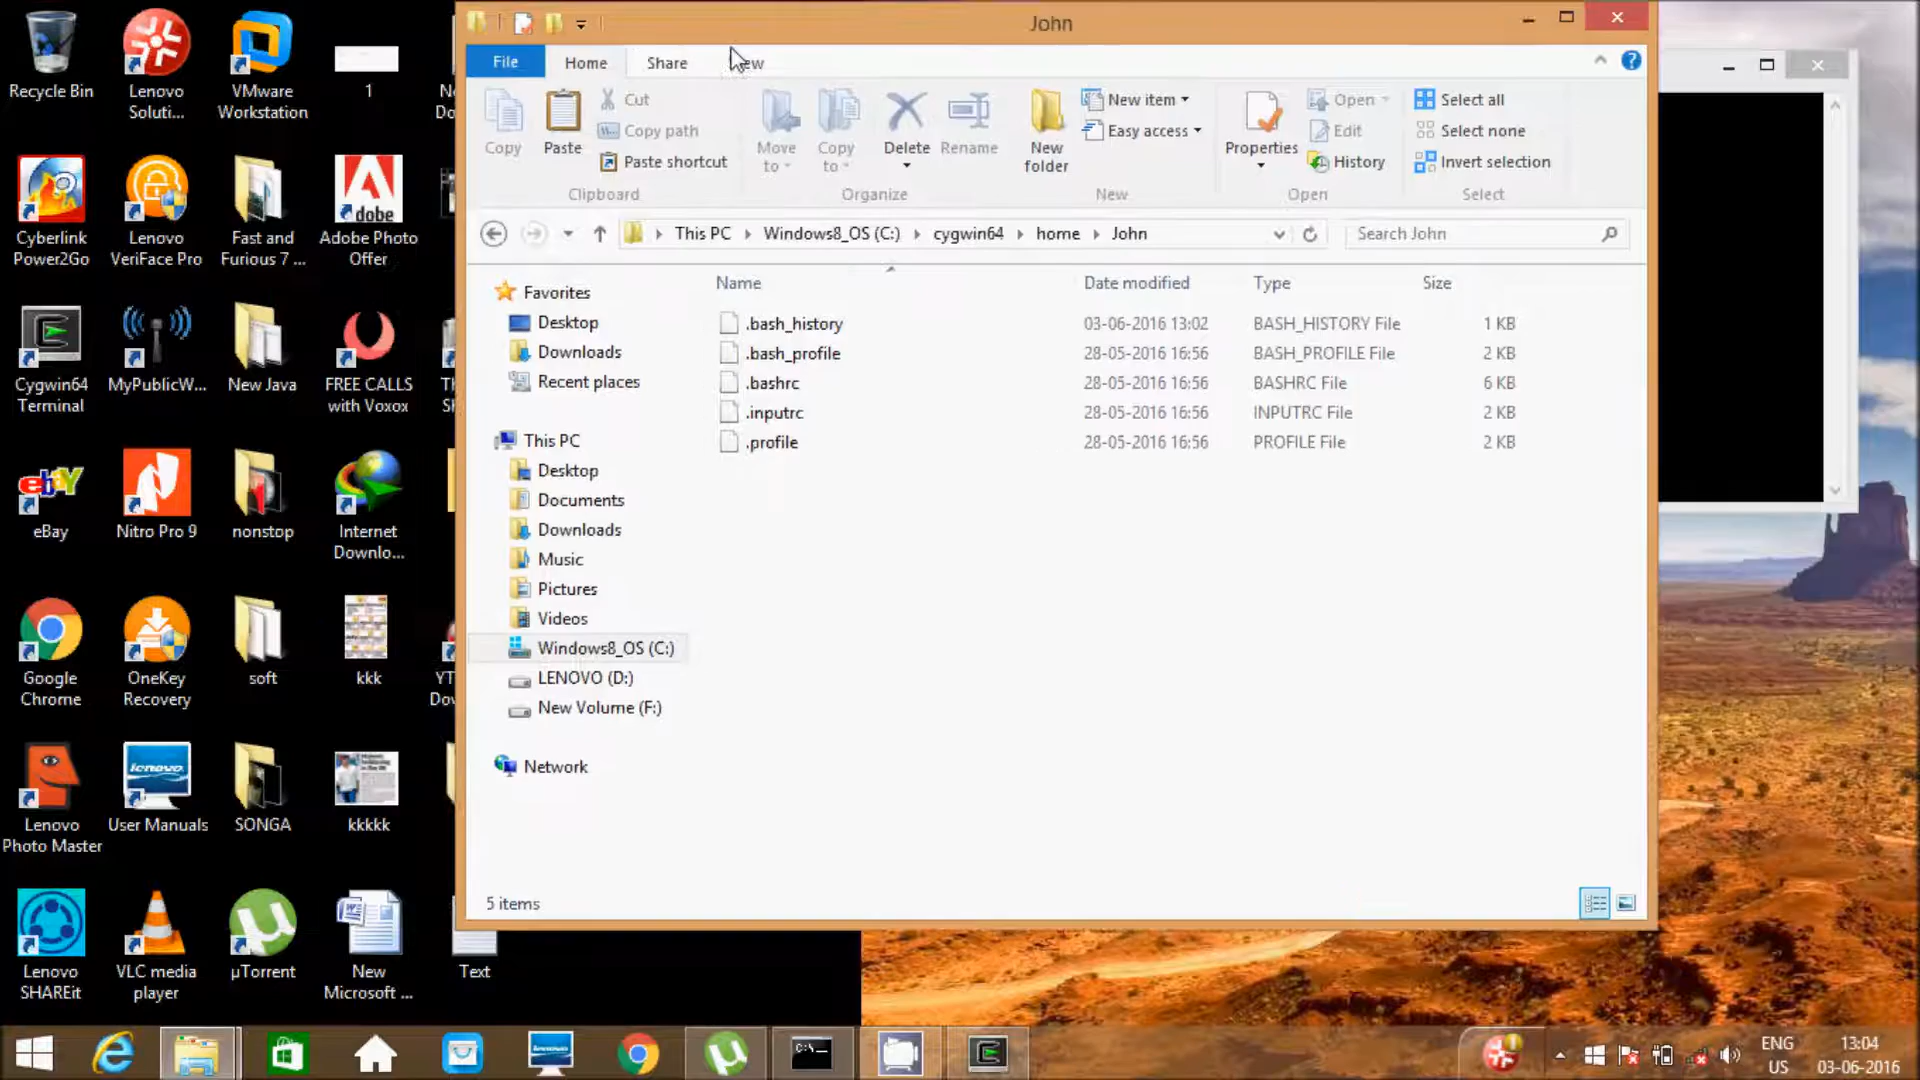 John
File
Home
Share
Copy
Paste
Cut
Copy path
Paste shortcut
Clipboard
Move to
Copy to
Delete
Rename
Organize
New folder
New item
Easy access
New
Properties
Open
Edit
History
Open
Select all
Select none
Invert selection
Select
This PC
Windows8_OS (C:)
cygwin64
home
John
Search John
Name
Date modified
Type
Size
.bash_history 03-06-2016 13:02 BASH_HISTORY File 1 KB
.bash_profile 28-05-2016 16:56 BASH_PROFILE File 2 KB
.bashrc 28-05-2016 16:56 BASHRC File 6 KB
.inputrc 28-05-2016 16:56 INPUTRC File 2 KB
.profile 28-05-2016 16:56 PROFILE File 2 KB
Favorites
Desktop
Downloads
Recent places
This PC
Desktop
Documents
Downloads
Music
Pictures
Videos
Windows8_OS (C:)
LENOVO (D:)
New Volume (F:)
Network
5 items
Recycle Bin
Lenovo
Soluti...
VMware
Workstation
1
Cyberlink
Power2Go
Lenovo
VeriFace Pro
Fast and
Furious 7 ...
Adobe
Adobe Photo
Offer
Cygwin64
Terminal
MyPublicW...
New Java
FREE CALLS
with Voxox
ebay
eBay
Nitro Pro 9
nonstop
Internet
Downlo...
Google
Chrome
OneKey
Recovery
soft
kkk
Lenovo
Photo Master
lenovo
User Manuals
SONGA
kkkkk
Lenovo
SHAREit
VLC media
player
µTorrent
New
Microsoft ...
Text
ENG
US
13:04
03-06-2016